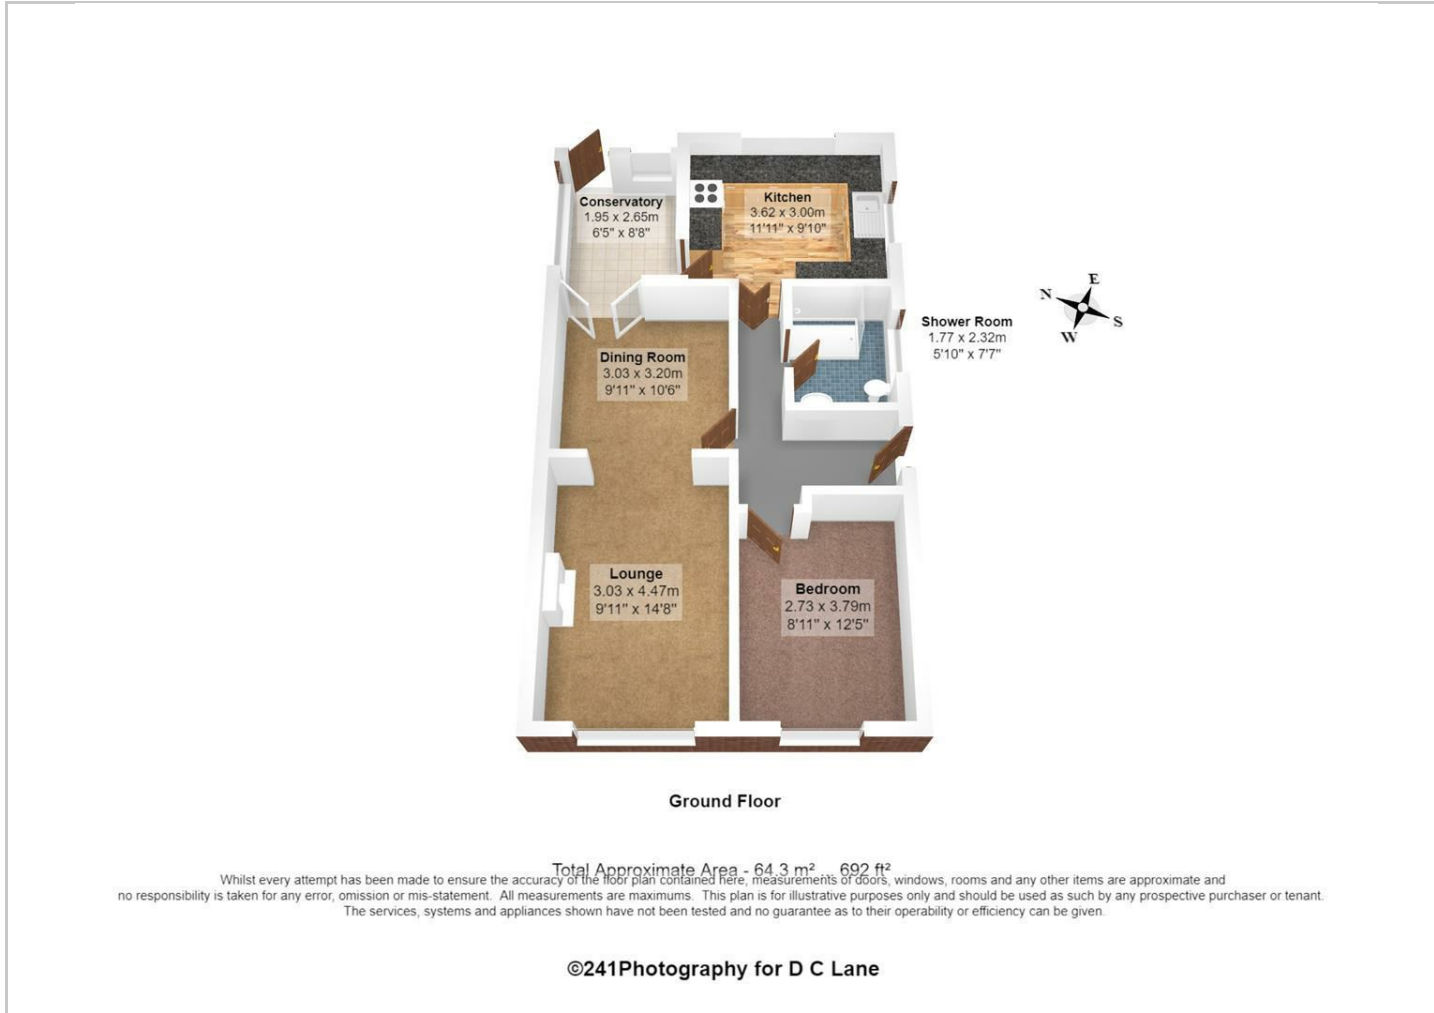 Conservatory
1.95 x 2.65m
6'5" x 8'8"
Kitchen
3.62 x 3.00m
11'11" x 9'10"
N
E
S
W
Shower Room
1.77 x 2.32m
5'10" x 7'7"
Dining Room
3.03 x 3.20m
9'11" x 10'6"
Lounge
3.03 x 4.47m
9'11" x 14'8"
Bedroom
2.73 x 3.79m
8'11" x 12'5"
Ground Floor
Total Approximate Area - 64.3 m² ... 692 ft²
Whilst every attempt has been made to ensure the accuracy of the floor plan contained here, measurements of doors, windows, rooms and any other items are approximate and
no responsibility is taken for any error, omission or mis-statement. All measurements are maximums. This plan is for illustrative purposes only and should be used as such by any prospective purchaser or tenant.
The services, systems and appliances shown have not been tested and no guarantee as to their operability or efficiency can be given.
©241Photography for D C Lane